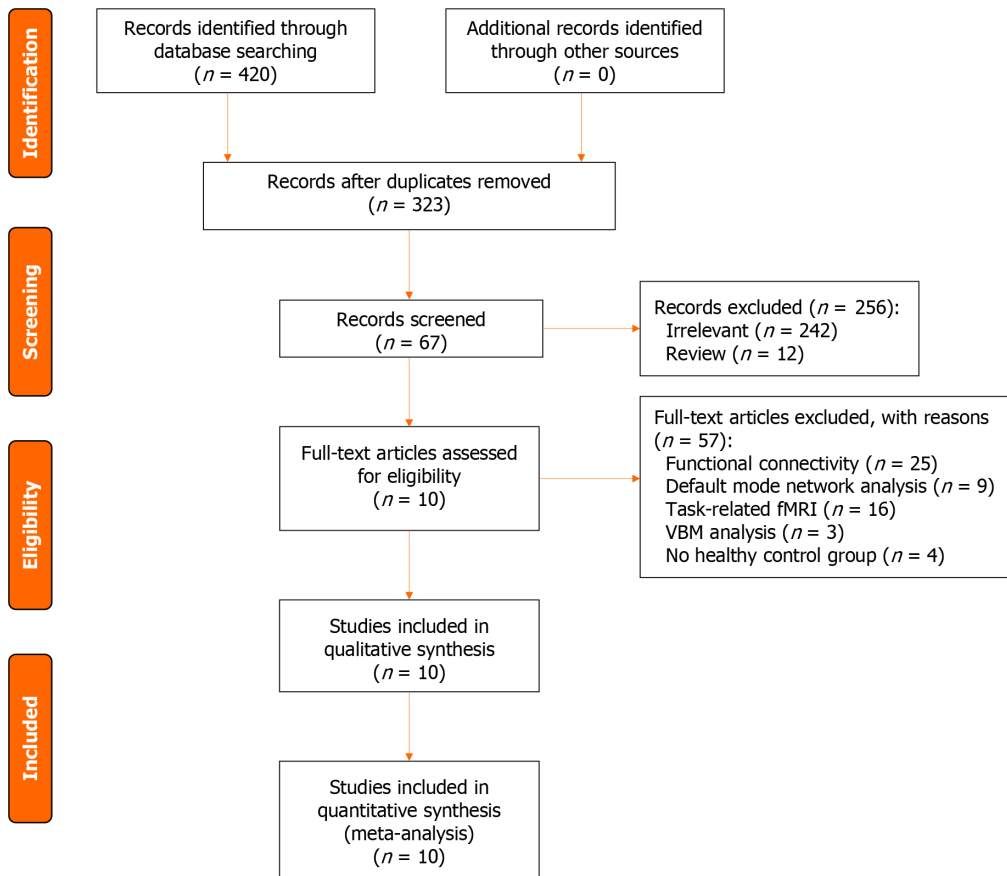 Identification
Records identified through
database searching
(n = 420)
Additional records identified
through other sources
(n = 0)
Records after duplicates removed
(n = 323)
Screening
Records screened
(n = 67)
Records excluded (n = 256):
Irrelevant (n = 242)
Review (n = 12)
Eligibility
Full-text articles assessed
for eligibility
(n = 10)
Full-text articles excluded, with reasons
(n = 57):
Functional connectivity (n = 25)
Default mode network analysis (n = 9)
Task-related fMRI (n = 16)
VBM analysis (n = 3)
No healthy control group (n = 4)
Studies included in
qualitative synthesis
(n = 10)
Included
Studies included in
quantitative synthesis
(meta-analysis)
(n = 10)